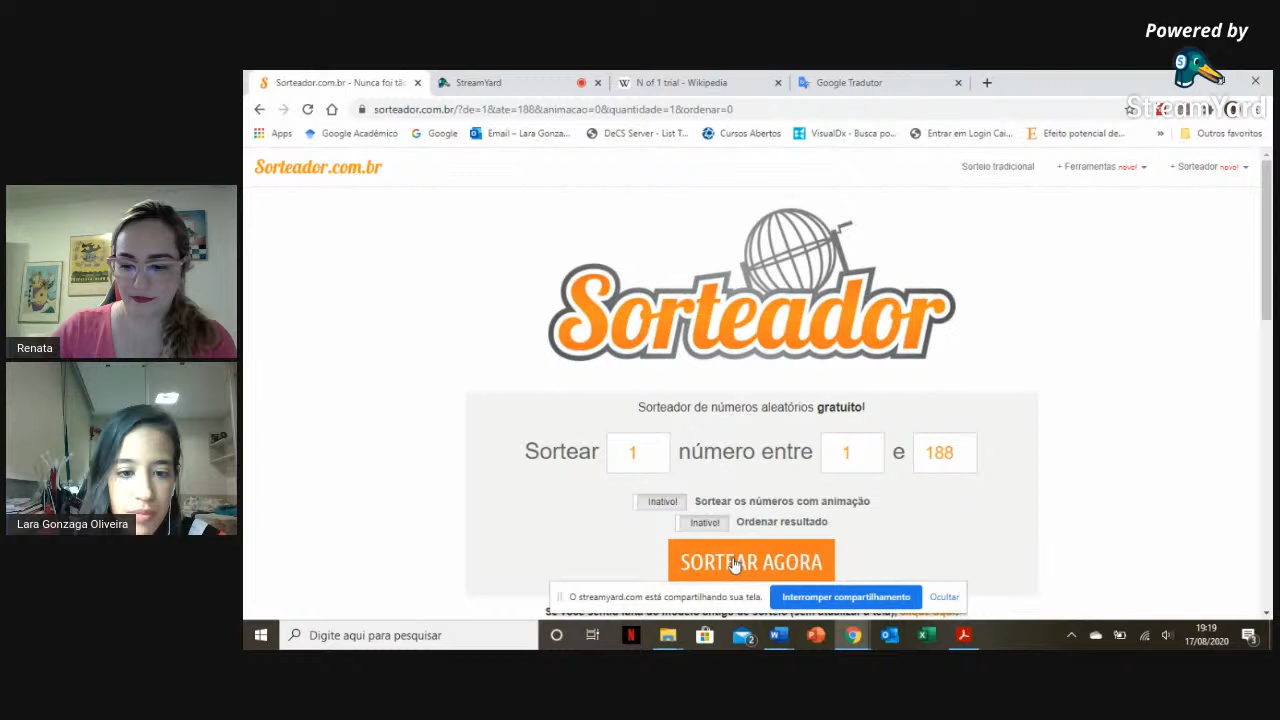 Powered by
StreamYard
Sorteador.com.br - Nunca foi tão
StreamYard
N of 1 trial - Wikipedia
Google Tradutor
sorteador.com.br/?de=1&ate=188&animacao=0&quantidade=1&ordenar=0
Apps
Google Acadêmico
Google
Email – Lara Gonza...
DeCS Server - List T...
Cursos Abertos
VisualDx - Busca po...
Entrar em Login Cai...
Efeito potencial de...
»
Outros favoritos
Sorteador.com.br
Sorteio tradicional
+ Ferramentas novo!
+ Sorteador novo!
Sorteador
Sorteador de números aleatórios gratuito!
Sortear 1 número entre 1 e 188
Inativo! Sortear os números com animação
Inativo! Ordenar resultado
SORTEAR AGORA
O streamyard.com está compartilhando sua tela.
Interromper compartilhamento
Ocultar
Renata
Lara Gonzaga Oliveira
Digite aqui para pesquisar
2
19:19
17/08/2020
3